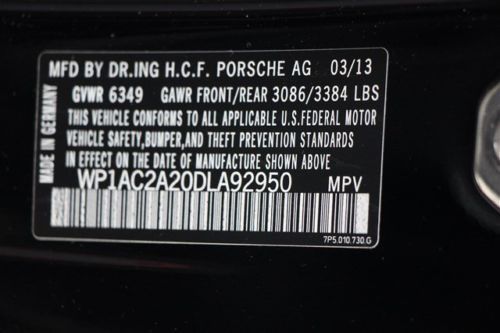 MFD BY DR.ING H.C.F. PORSCHE AG 03/13
GVWR 6349 GAWR FRONT/REAR 3086/3384 LBS
THIS VEHICLE CONFORMS TO ALL APPLICABLE U.S.FEDERAL MOTOR
VEHICLE SAFETY,BUMPER,AND THEFT PREVENTION STANDARDS
IN EFFECT ON THE DATE OF MANUFACTURE SHOWN ABOVE.
WP1AC2A20DLA92950 MPV
MADE IN GERMANY
7P5.010.730.G